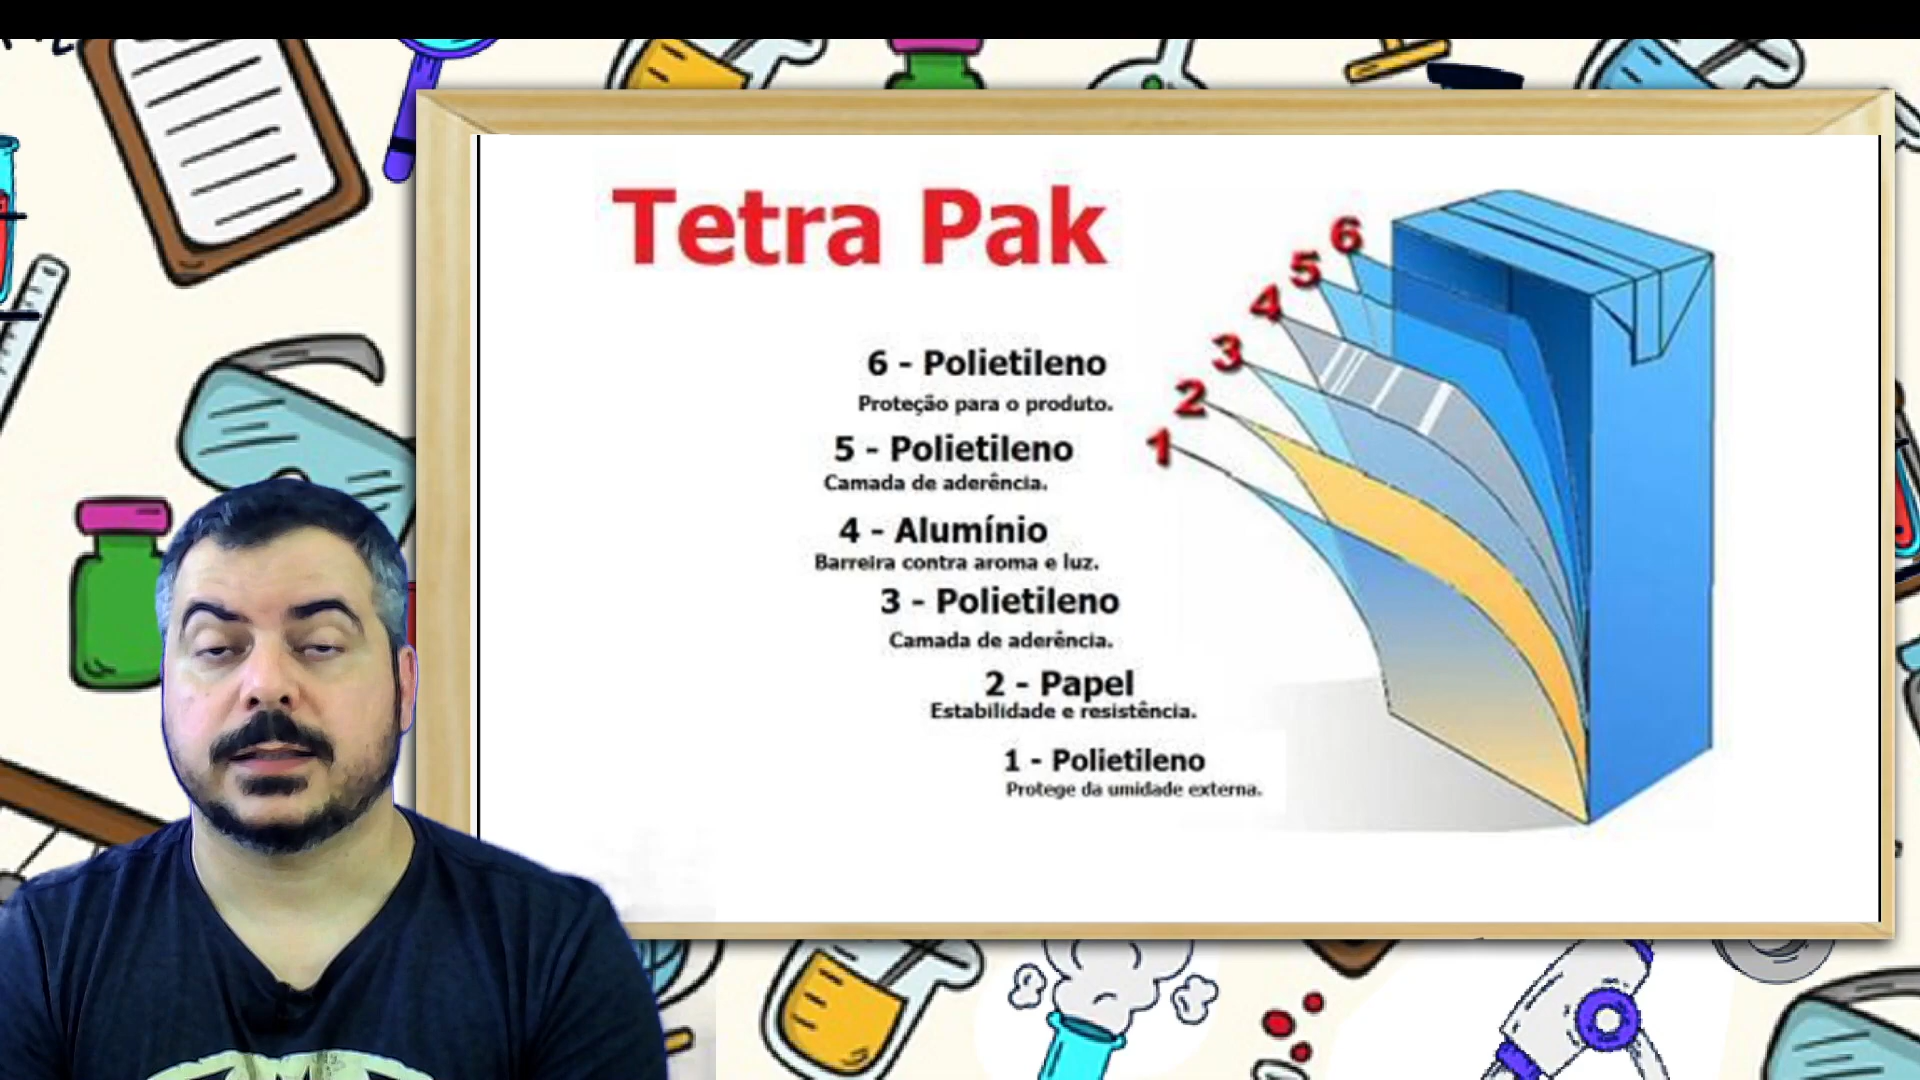 Tetra Pak
6
5
4
3
2
1
6 - Polietileno
Proteção para o produto.
5 - Polietileno
Camada de aderência.
4 - Alumínio
Barreira contra aroma e luz.
3 - Polietileno
Camada de aderência.
2 - Papel
Estabilidade e resistência.
1 - Polietileno
Protege da umidade externa.